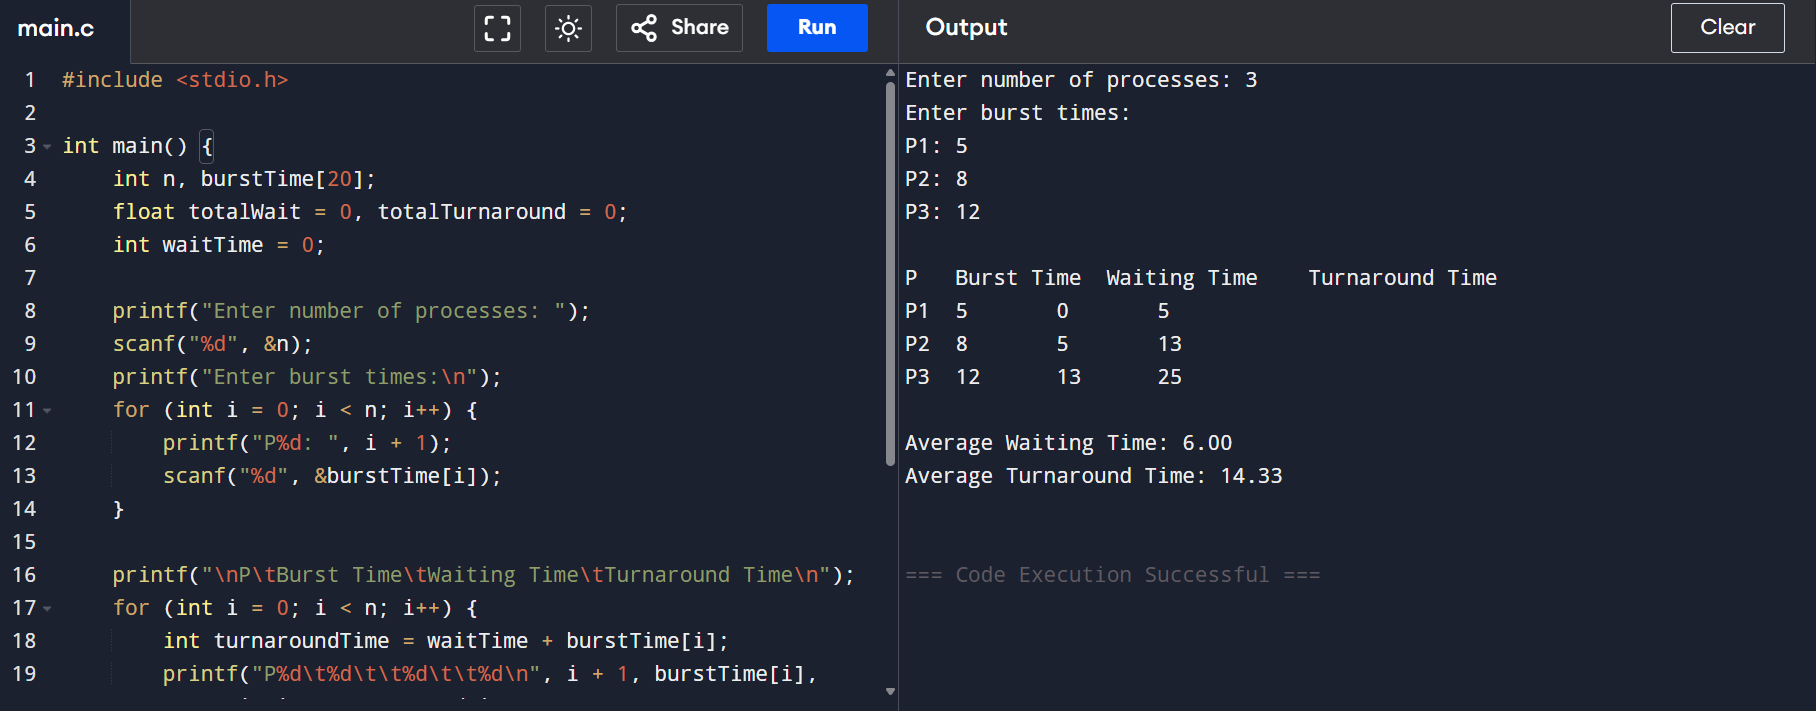 main.c
Share
Run
Output
Clear
1 #include <stdio.h>
2
3 int main() {
4     int n, burstTime[20];
5     float totalWait = 0, totalTurnaround = 0;
6     int waitTime = 0;
7
8     printf("Enter number of processes: ");
9     scanf("%d", &n);
10     printf("Enter burst times:\n");
11     for (int i = 0; i < n; i++) {
12         printf("P%d: ", i + 1);
13         scanf("%d", &burstTime[i]);
14     }
15
16     printf("\nP\tBurst Time\tWaiting Time\tTurnaround Time\n");
17     for (int i = 0; i < n; i++) {
18         int turnaroundTime = waitTime + burstTime[i];
19         printf("P%d\t%d\t\t%d\t\t%d\n", i + 1, burstTime[i],
Enter number of processes: 3
Enter burst times:
P1: 5
P2: 8
P3: 12
P   Burst Time  Waiting Time    Turnaround Time
P1  5       0       5
P2  8       5       13
P3  12      13      25
Average Waiting Time: 6.00
Average Turnaround Time: 14.33
=== Code Execution Successful ===